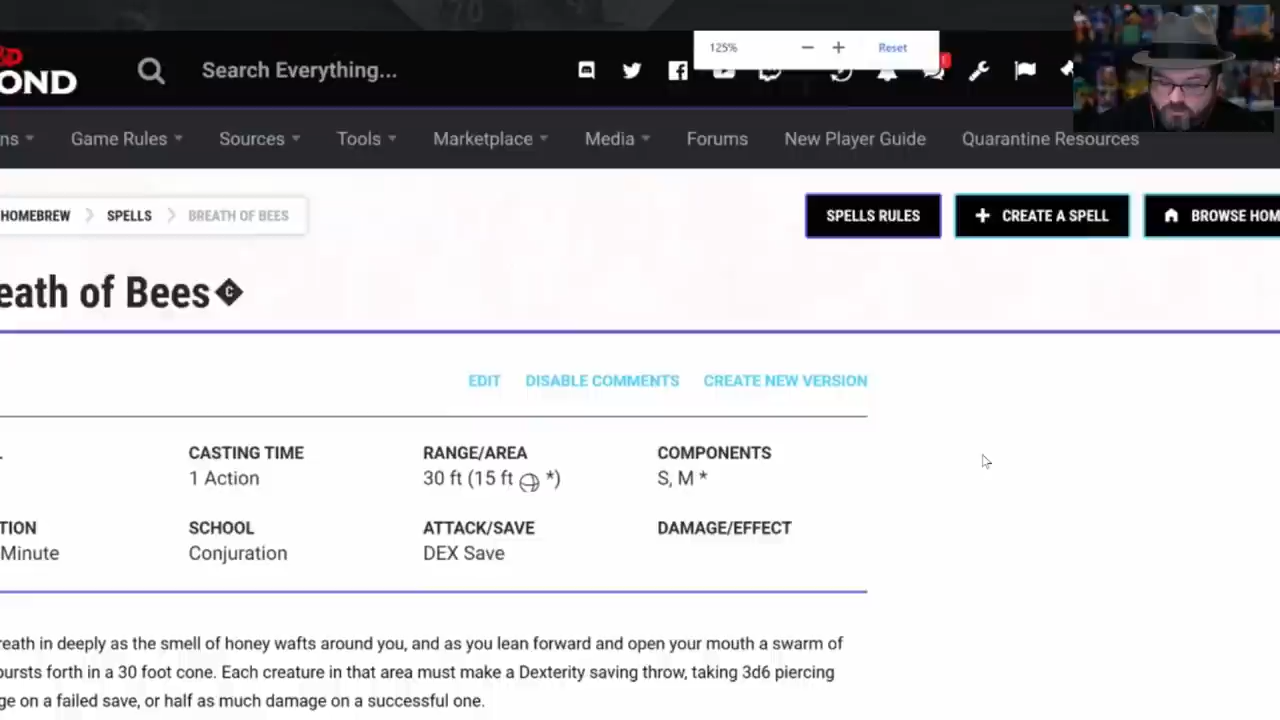 125% Reset
OND Search Everything...
ns Game Rules Sources Tools Marketplace Media Forums New Player Guide Quarantine Resources
HOMEBREW SPELLS BREATH OF BEES SPELLS RULES + CREATE A SPELL BROWSE HOM
eath of Bees
EDIT DISABLE COMMENTS CREATE NEW VERSION
CASTING TIME RANGE/AREA COMPONENTS
1 Action 30 ft (15 ft *) S, M *
TION SCHOOL ATTACK/SAVE DAMAGE/EFFECT
Minute Conjuration DEX Save
reath in deeply as the smell of honey wafts around you, and as you lean forward and open your mouth a swarm of
bursts forth in a 30 foot cone. Each creature in that area must make a Dexterity saving throw, taking 3d6 piercing
ge on a failed save, or half as much damage on a successful one.